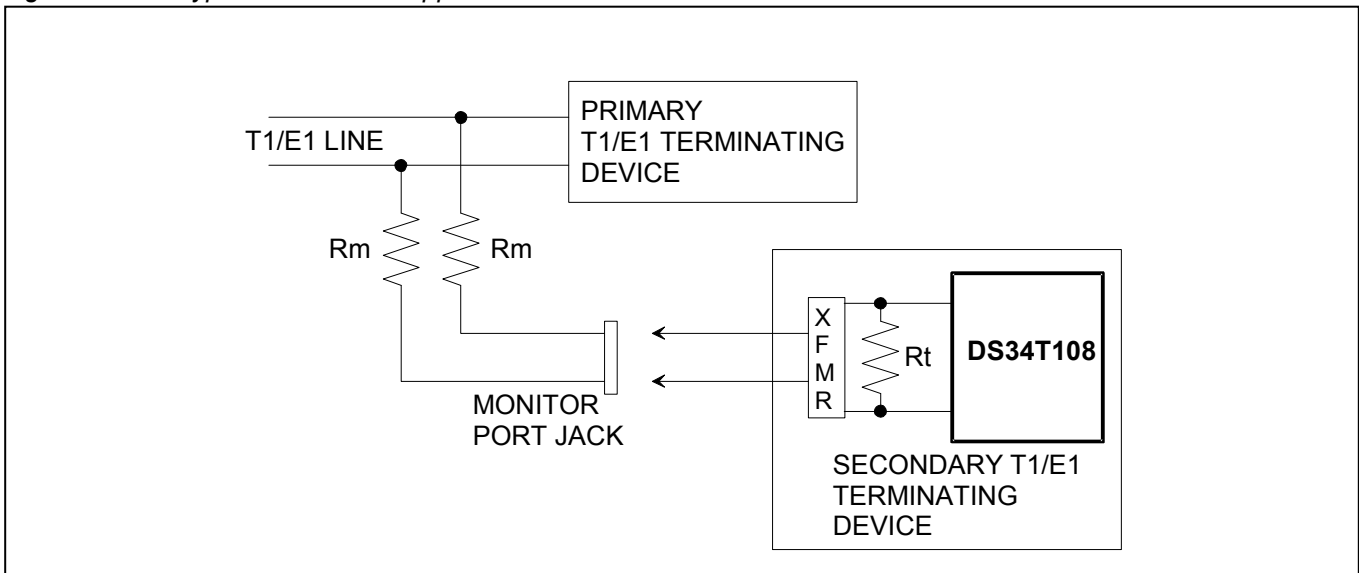 PRIMARY
T1/E1 TERMINATING
DEVICE
T1/E1 LINE
Rm
Rm
X
F
M
R
Rt
DS34T108
MONITOR
PORT JACK
SECONDARY T1/E1
TERMINATING
DEVICE